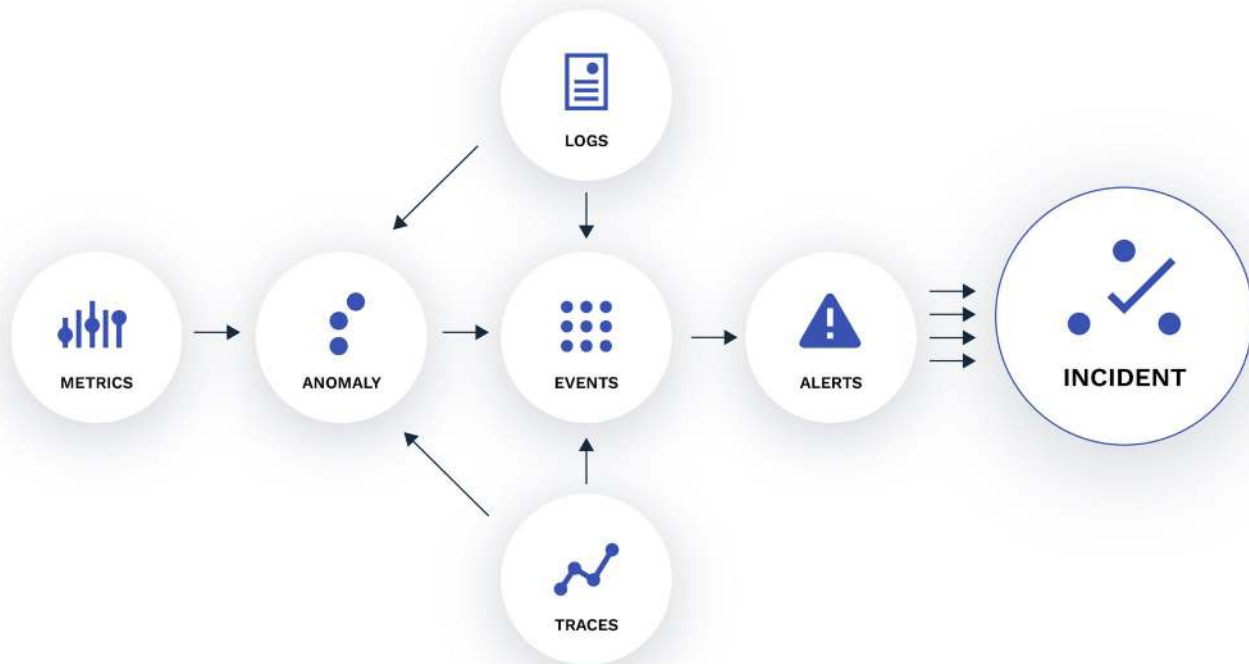 LOGS
METRICS
ANOMALY
EVENTS
ALERTS
INCIDENT
TRACES